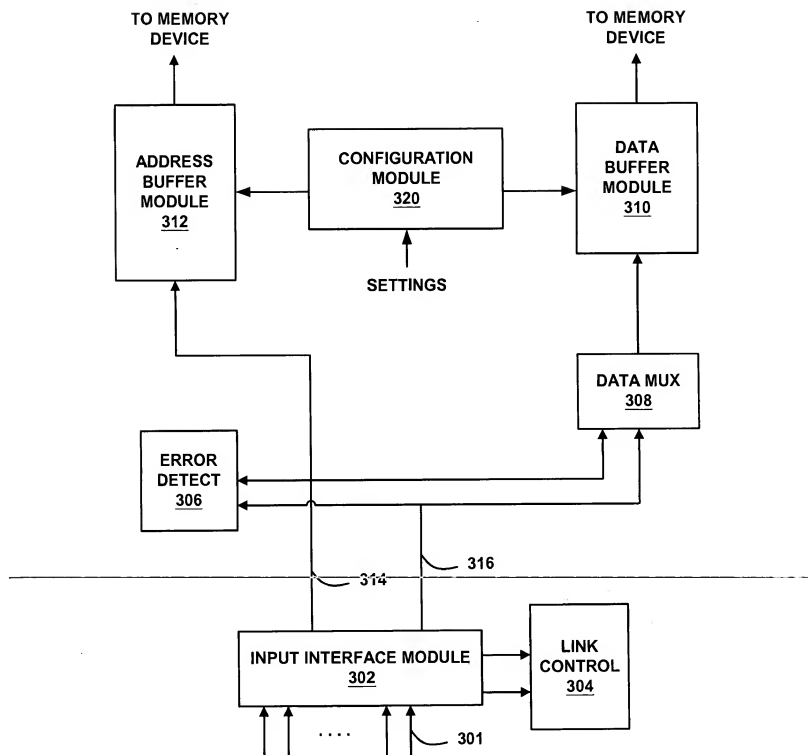 TO MEMORY
DEVICE
TO MEMORY
DEVICE
ADDRESS
BUFFER
MODULE
312
CONFIGURATION
MODULE
320
DATA
BUFFER
MODULE
310
SETTINGS
DATA MUX
308
ERROR
DETECT
306
316
314
INPUT INTERFACE MODULE
302
LINK
CONTROL
304
....
301